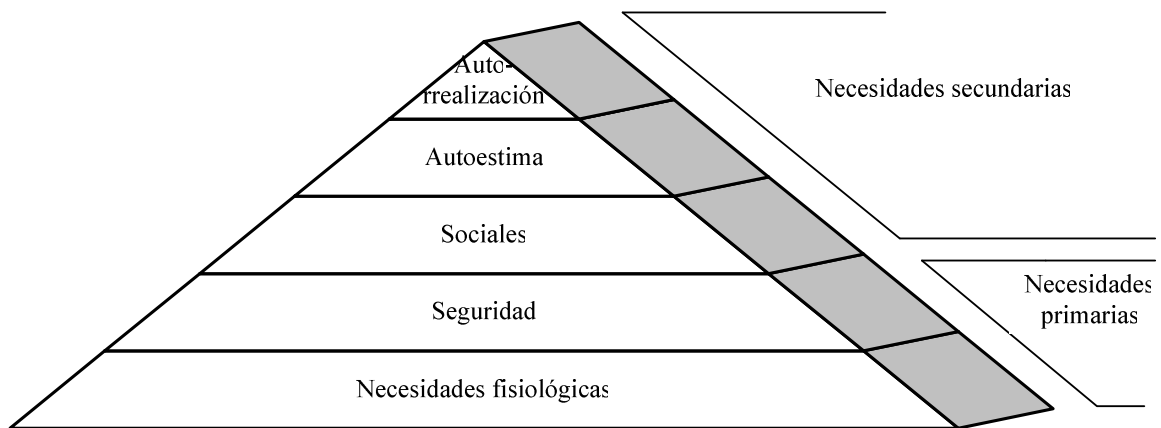 Auto-
rrealización
Necesidades secundarias
Autoestima
Sociales
Necesidades
primarias
Seguridad
Necesidades fisiológicas